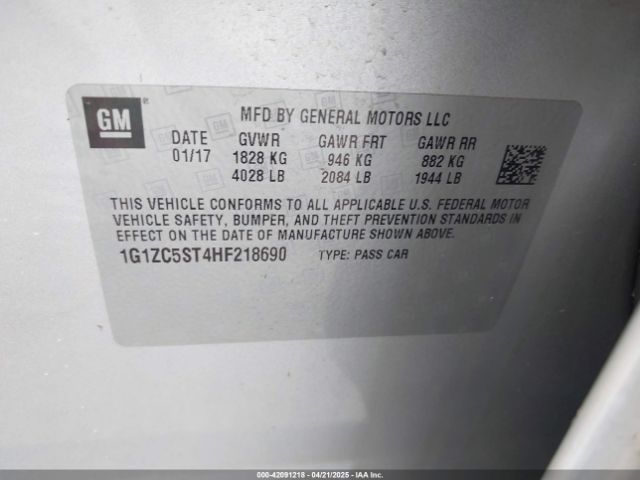 GM
MFD BY GENERAL MOTORS LLC
DATE GVWR GAWR FRT GAWR RR
01/17 1828 KG 946 KG 882 KG
4028 LB 2084 LB 1944 LB
THIS VEHICLE CONFORMS TO ALL APPLICABLE U.S. FEDERAL MOTOR
VEHICLE SAFETY, BUMPER, AND THEFT PREVENTION STANDARDS IN
EFFECT ON THE DATE OF MANUFACTURE SHOWN ABOVE.
1G1ZC5ST4HF218690 TYPE: PASS CAR
000-42091218 - 04/21/2025 - IAA Inc.